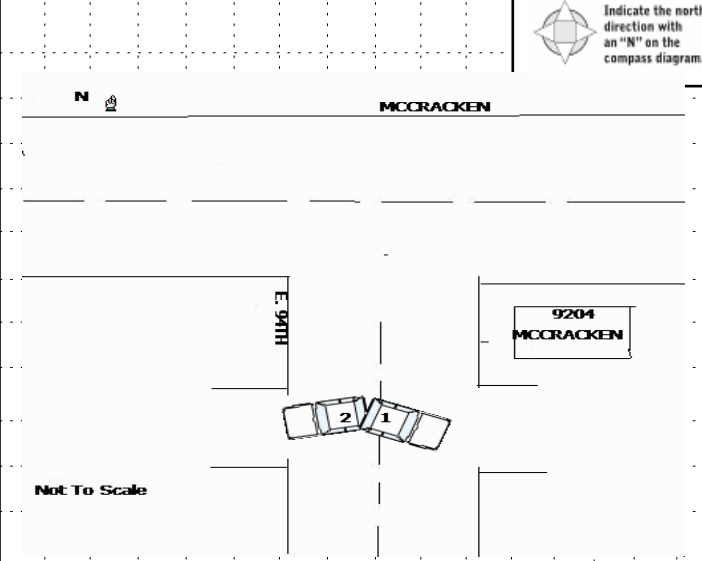 Indicate the north
direction with
an "N" on the
compass diagram.
N
MCCRACKEN
E. 94TH
9204
MCCRACKEN
2
1
Not To Scale